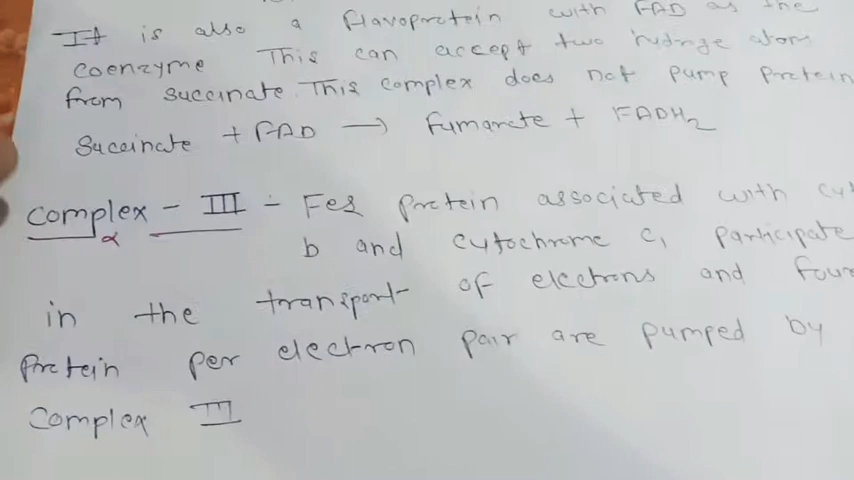 It is also a flavoprotein with FAD as the
coenzyme This can accept two hydrge atom
from succinate. This complex does not pump Protein
Succinate + FAD → Fumarate + FADH2
Complex - III - Fes Protein associated with cyt
b and cytochrome c1 participate
in the transport of electrons and four
Protein per electron pair are pumped by
Complex III